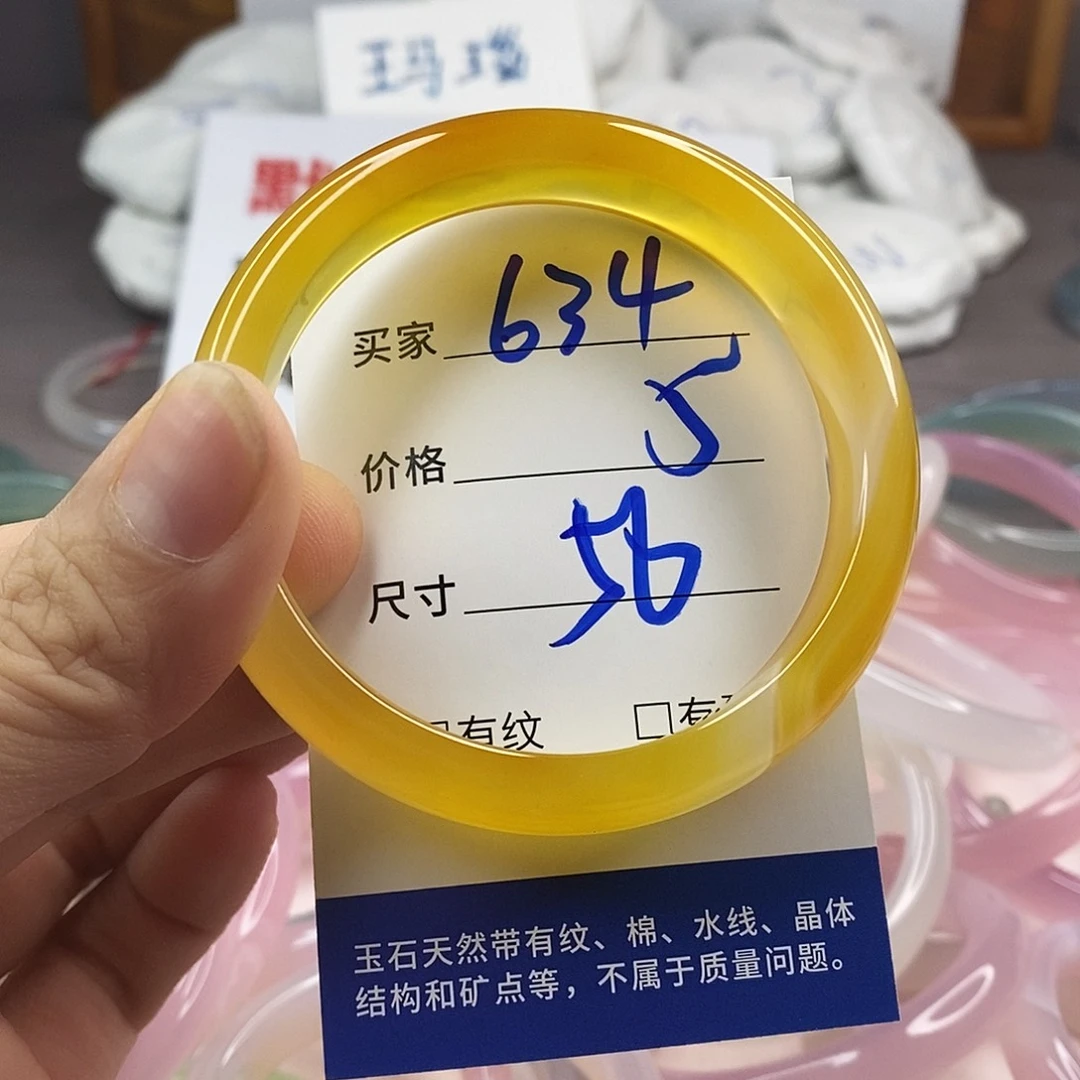 玛瑙
买家 634
价格 5
尺寸 56
有纹 □有
玉石天然带有纹、棉、水线、晶体
结构和矿点等，不属于质量问题。